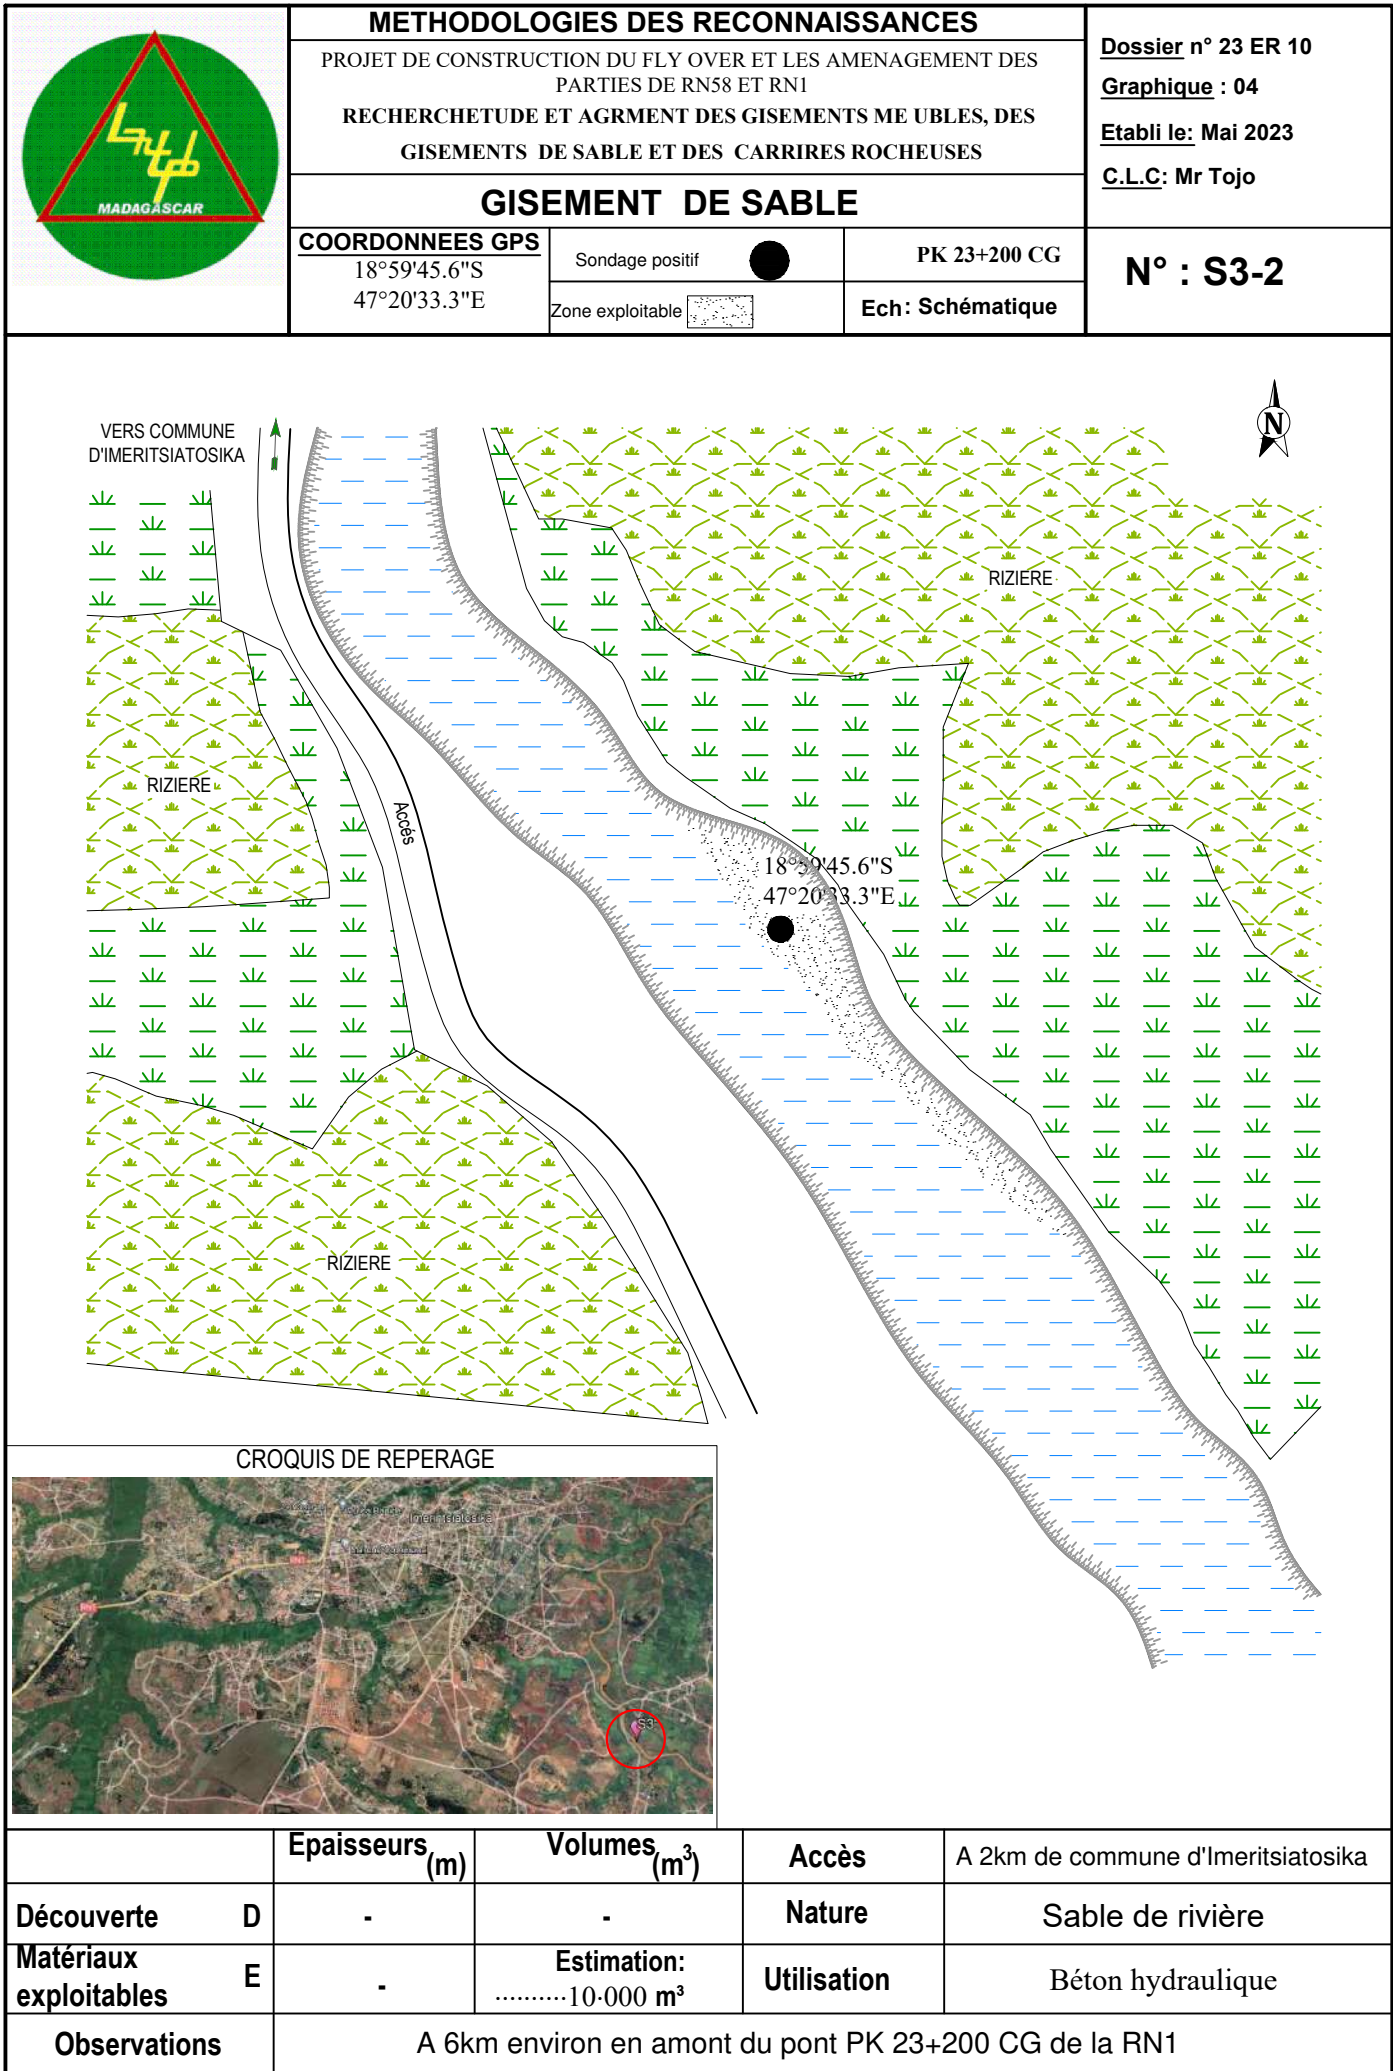 LNTP
MADAGASCAR
METHODOLOGIES DES RECONNAISSANCES
PROJET DE CONSTRUCTION DU FLY OVER ET LES AMENAGEMENT DES
PARTIES DE RN58 ET RN1
RECHERCHETUDE ET AGRMENT DES GISEMENTS ME UBLES, DES
GISEMENTS DE SABLE ET DES CARRIRES ROCHEUSES
GISEMENT DE SABLE
Dossier n° 23 ER 10
Graphique : 04
Etabli le: Mai 2023
C.L.C: Mr Tojo
COORDONNEES GPS
18°59'45.6"S
47°20'33.3"E
Sondage positif
Zone exploitable
PK 23+200 CG
Ech: Schématique
N° : S3-2
VERS COMMUNE
D'IMERITSIATOSIKA
N
RIZIERE
RIZIERE
Accés
18°59'45.6"S
47°20'33.3"E
RIZIERE
CROQUIS DE REPERAGE
Imeritsiatosika
RN1
RN1
S3
Epaisseurs (m)
Volumes (m³)
Accès
A 2km de commune d'Imeritsiatosika
Découverte D
-
-
Nature
Sable de rivière
Matériaux
exploitables E
-
Estimation:
..........10·000 m³
Utilisation
Béton hydraulique
Observations
A 6km environ en amont du pont PK 23+200 CG de la RN1